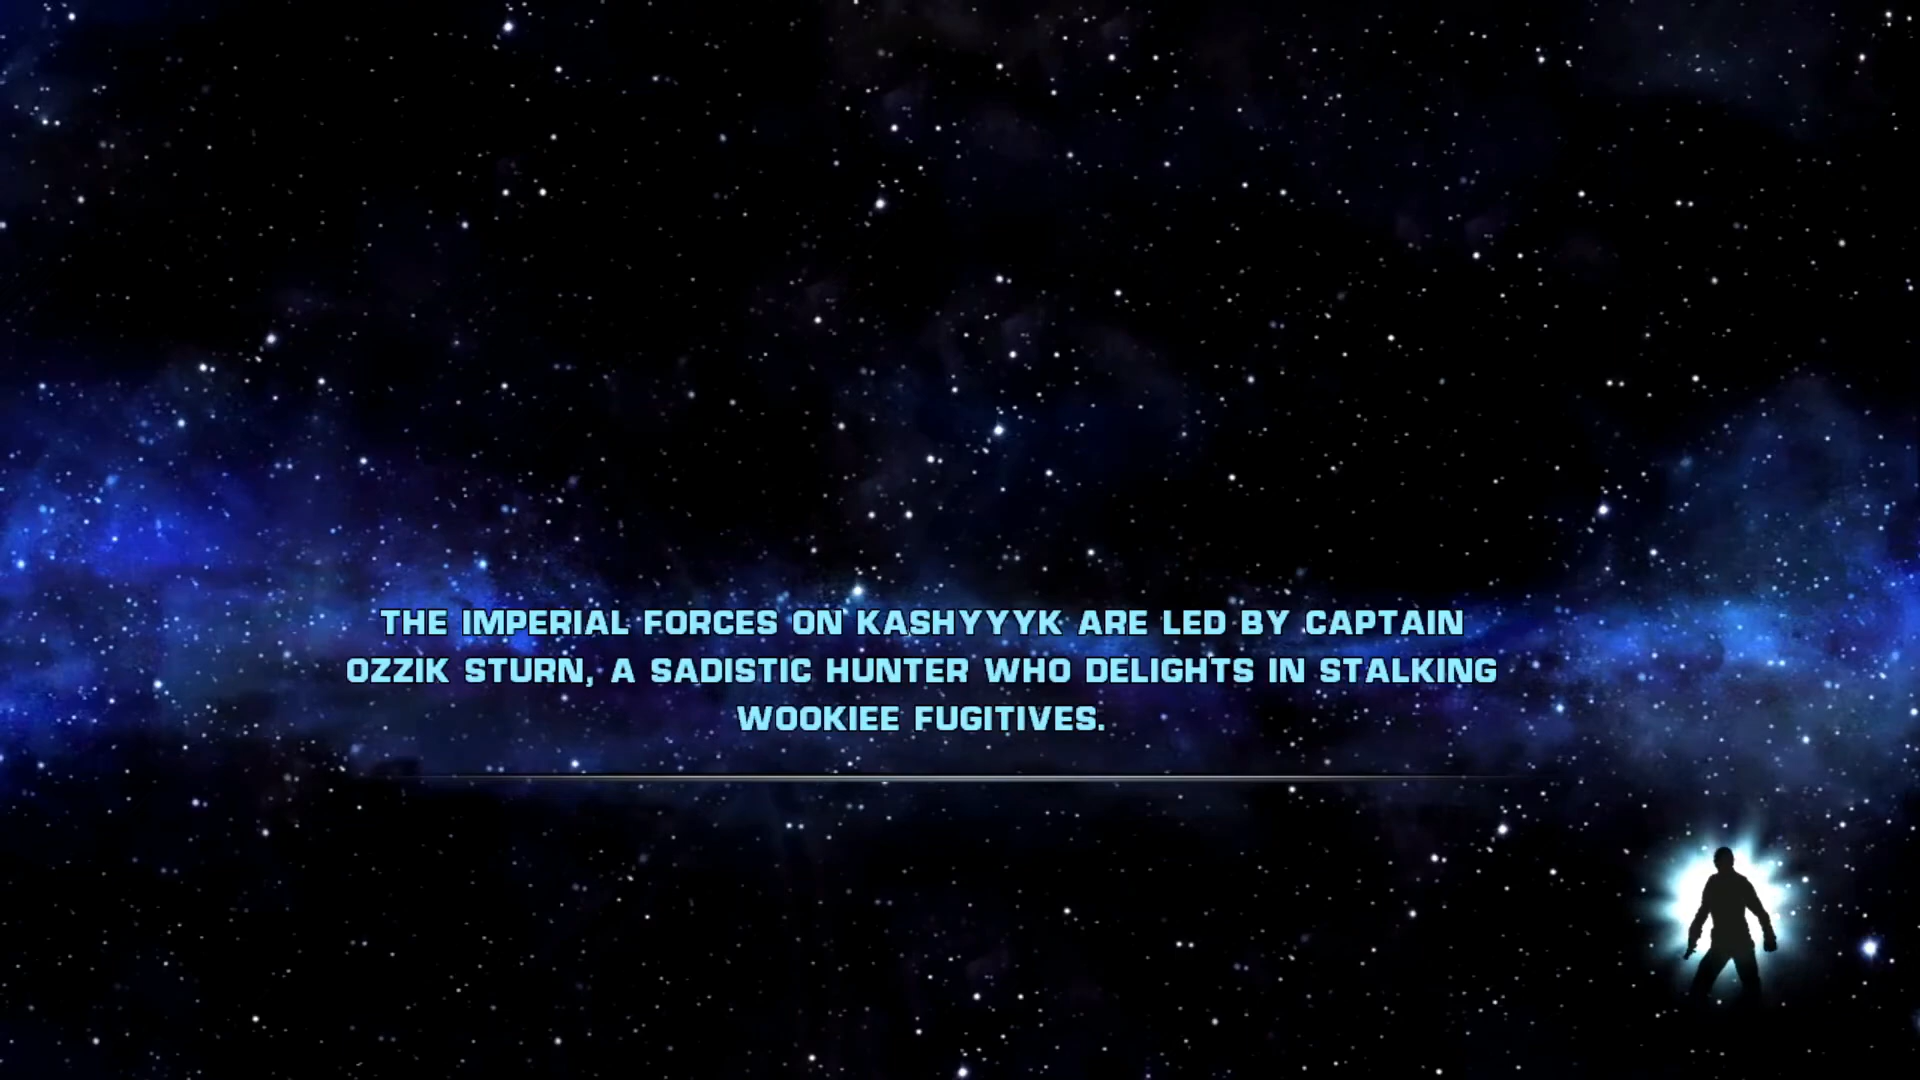 THE IMPERIAL FORCES ON KASHYYYK ARE LED BY CAPTAIN
OZZIK STURN, A SADISTIC HUNTER WHO DELIGHTS IN STALKING
WOOKIEE FUGITIVES.